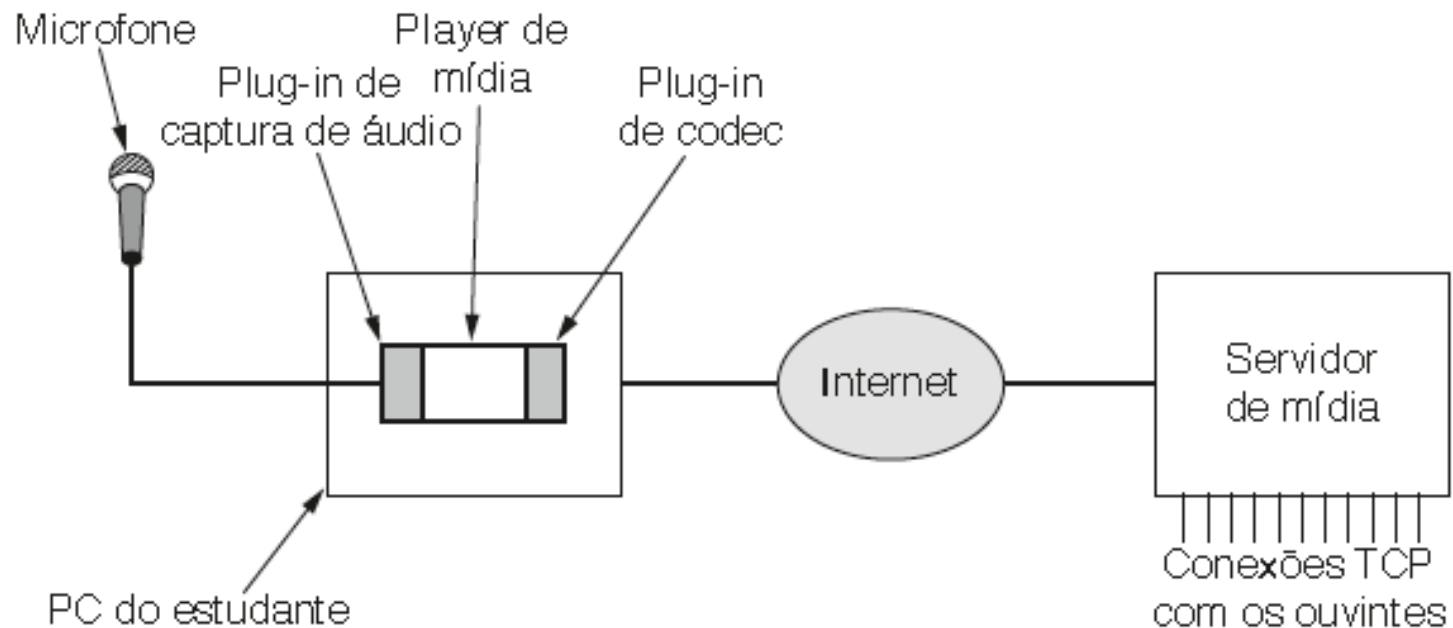 Microfone
Player de
mídia
Plug-in de
captura de áudio
Plug-in
de codec
Internet
Servidor
de mídia
Conexões TCP
com os ouvintes
PC do estudante